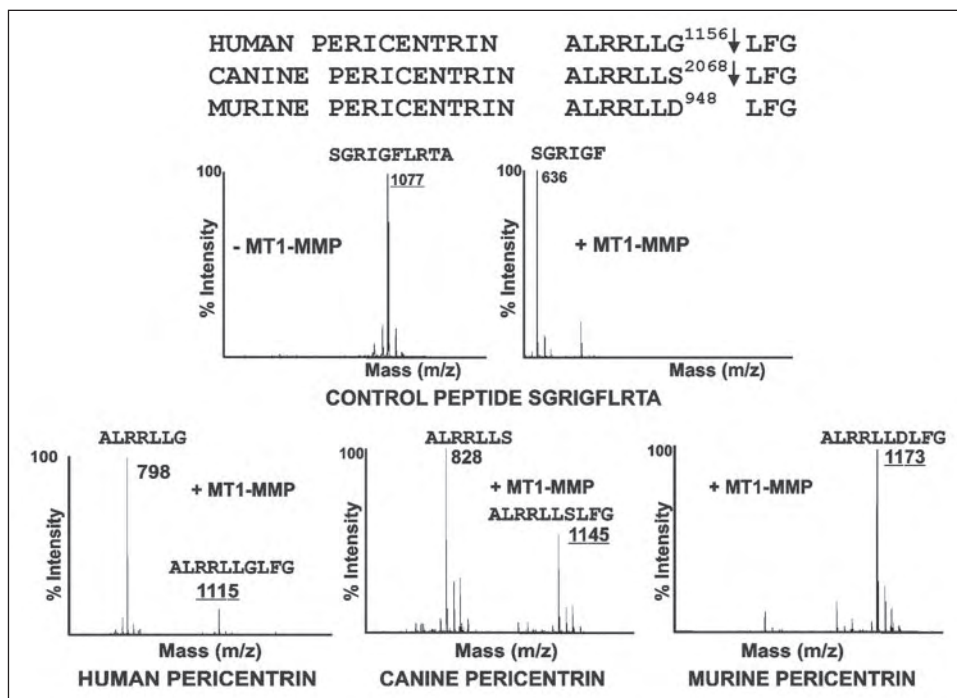 HUMAN PERICENTRIN ALRRLLG1156↓LFG
CANINE PERICENTRIN ALRRLLS2068↓LFG
MURINE PERICENTRIN ALRRLLD948 LFG
SGRIGFLRTA
100
1077
- MT1-MMP
% Intensity
Mass (m/z)
SGRIGF
100
636
+ MT1-MMP
% Intensity
Mass (m/z)
CONTROL PEPTIDE SGRIGFLRTA
ALRRLLG
100
798
+ MT1-MMP
ALRRLLGLFG
1115
% Intensity
Mass (m/z)
HUMAN PERICENTRIN
ALRRLLS
100
828
+ MT1-MMP
ALRRLLSLFG
1145
% Intensity
Mass (m/z)
CANINE PERICENTRIN
ALRRLLDLFG
100
1173
+ MT1-MMP
% Intensity
Mass (m/z)
MURINE PERICENTRIN